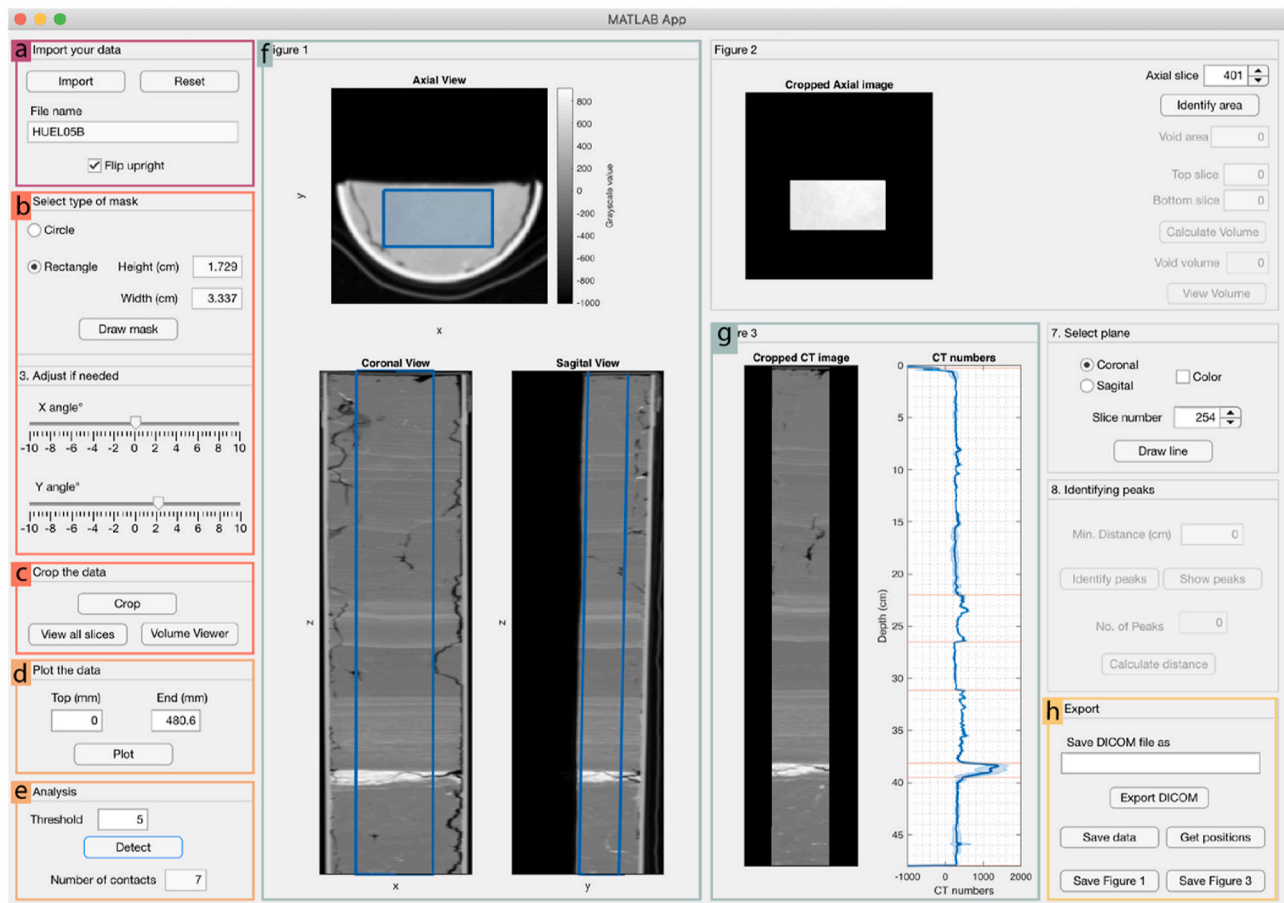 MATLAB App
a Import your data
Import Reset
File name
HUEL05B
Flip upright
b Select type of mask
Circle
Rectangle Height (cm) 1.729
Width (cm) 3.337
Draw mask
3. Adjust if needed
X angle°
-10 -8 -6 -4 -2 0 2 4 6 8 10
Y angle°
-10 -8 -6 -4 -2 0 2 4 6 8 10
c Crop the data
Crop
View all slices Volume Viewer
d Plot the data
Top (mm) End (mm)
0 480.6
Plot
e Analysis
Threshold 5
Detect
Number of contacts 7
f igure 1
Axial View
y
x
800
600
400
200
0
-200
-400
-600
-800
-1000
Grayscale value
Coronal View Sagital View
z z
x y
Figure 2
Cropped Axial image
Axial slice 401
Identify area
Void area 0
Top slice 0
Bottom slice 0
Calculate Volume
Void volume 0
View Volume
g re 3
Cropped CT image CT numbers
0
5
10
15
20
25
30
35
40
45
Depth (cm)
-1000 0 1000 2000
CT numbers
7. Select plane
Coronal
Sagital
Color
Slice number 254
Draw line
8. Identifying peaks
Min. Distance (cm) 0
Identify peaks Show peaks
No. of Peaks 0
Calculate distance
h Export
Save DICOM file as
Export DICOM
Save data Get positions
Save Figure 1 Save Figure 3